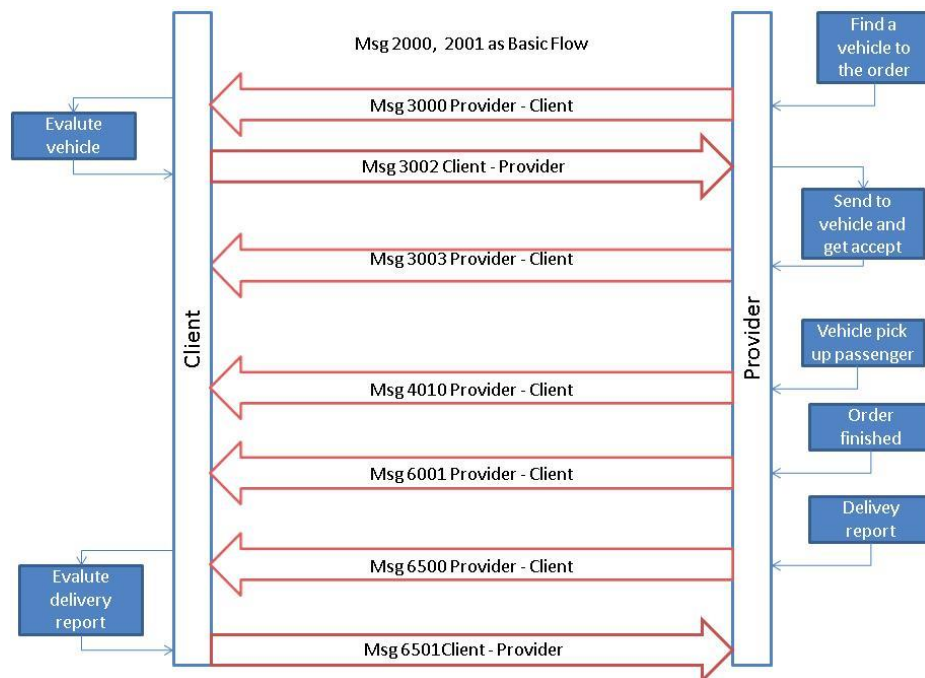 Msg 2000, 2001 as Basic Flow
Find a
vehicle to
the order
Msg 3000 Provider - Client
Evalute
vehicle
Msg 3002 Client - Provider
Send to
vehicle and
get accept
Msg 3003 Provider - Client
Client
Provider
Vehicle pick
up passenger
Msg 4010 Provider - Client
Order
finished
Msg 6001 Provider - Client
Delivey
report
Msg 6500 Provider - Client
Evalute
delivery
report
Msg 6501Client - Provider